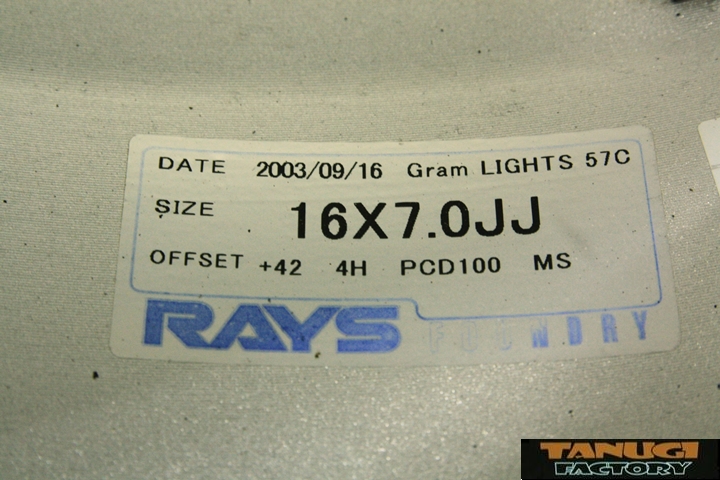 DATE 2003/09/16 Gram LIGHTS 57C
SIZE 16X7.0JJ
OFFSET +42 4H PCD100 MS
RAYS FOUNDRY
TANUGI
FACTORY